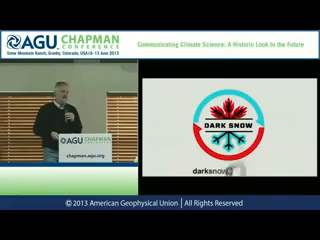 AGU CHAPMAN
CONFERENCE
Snow Mountain Ranch, Granby, Colorado, USA | 8–13 June 2013
Communicating Climate Science: A Historic Look to the Future
DARK SNOW
AGU CHAPMAN
CONFERENCE
chapman.agu.org
© 2013 American Geophysical Union | All Rights Reserved